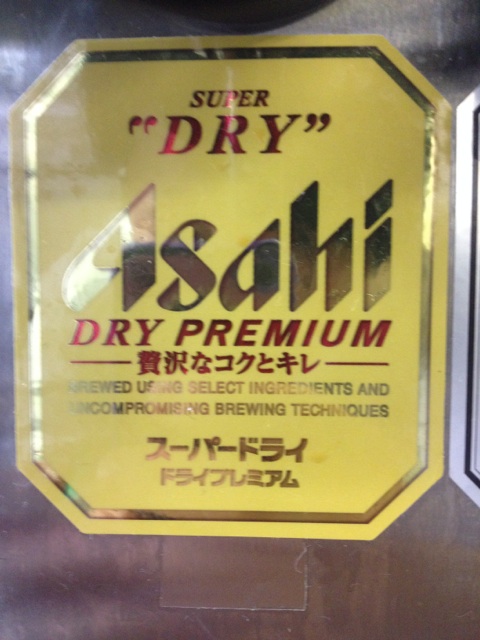 SUPER
"DRY"
Asahi
DRY PREMIUM
贅沢なコクとキレ
BREWED USING SELECT INGREDIENTS AND
UNCOMPROMISING BREWING TECHNIQUES
スーパードライ
ドライプレミアム